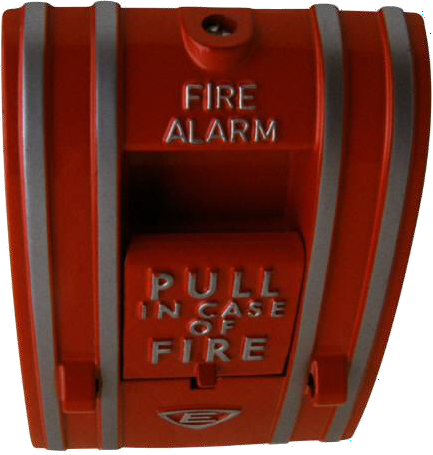 FIRE
ALARM
PULL
IN CASE
OF
FIRE
E